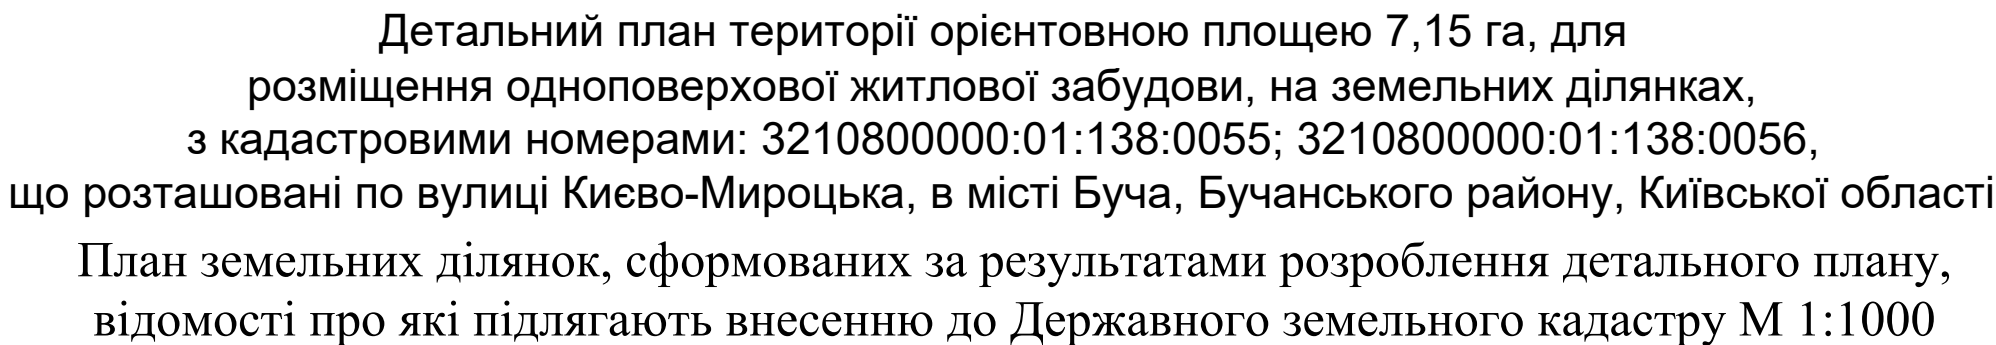 Детальний план території орієнтовною площею 7,15 га, для
розміщення одноповерхової житлової забудови, на земельних ділянках,
з кадастровими номерами: 3210800000:01:138:0055; 3210800000:01:138:0056,
що розташовані по вулиці Києво-Мироцька, в місті Буча, Бучанського району, Київської області
План земельних ділянок, сформованих за результатами розроблення детального плану,
відомості про які підлягають внесенню до Державного земельного кадастру М 1:1000